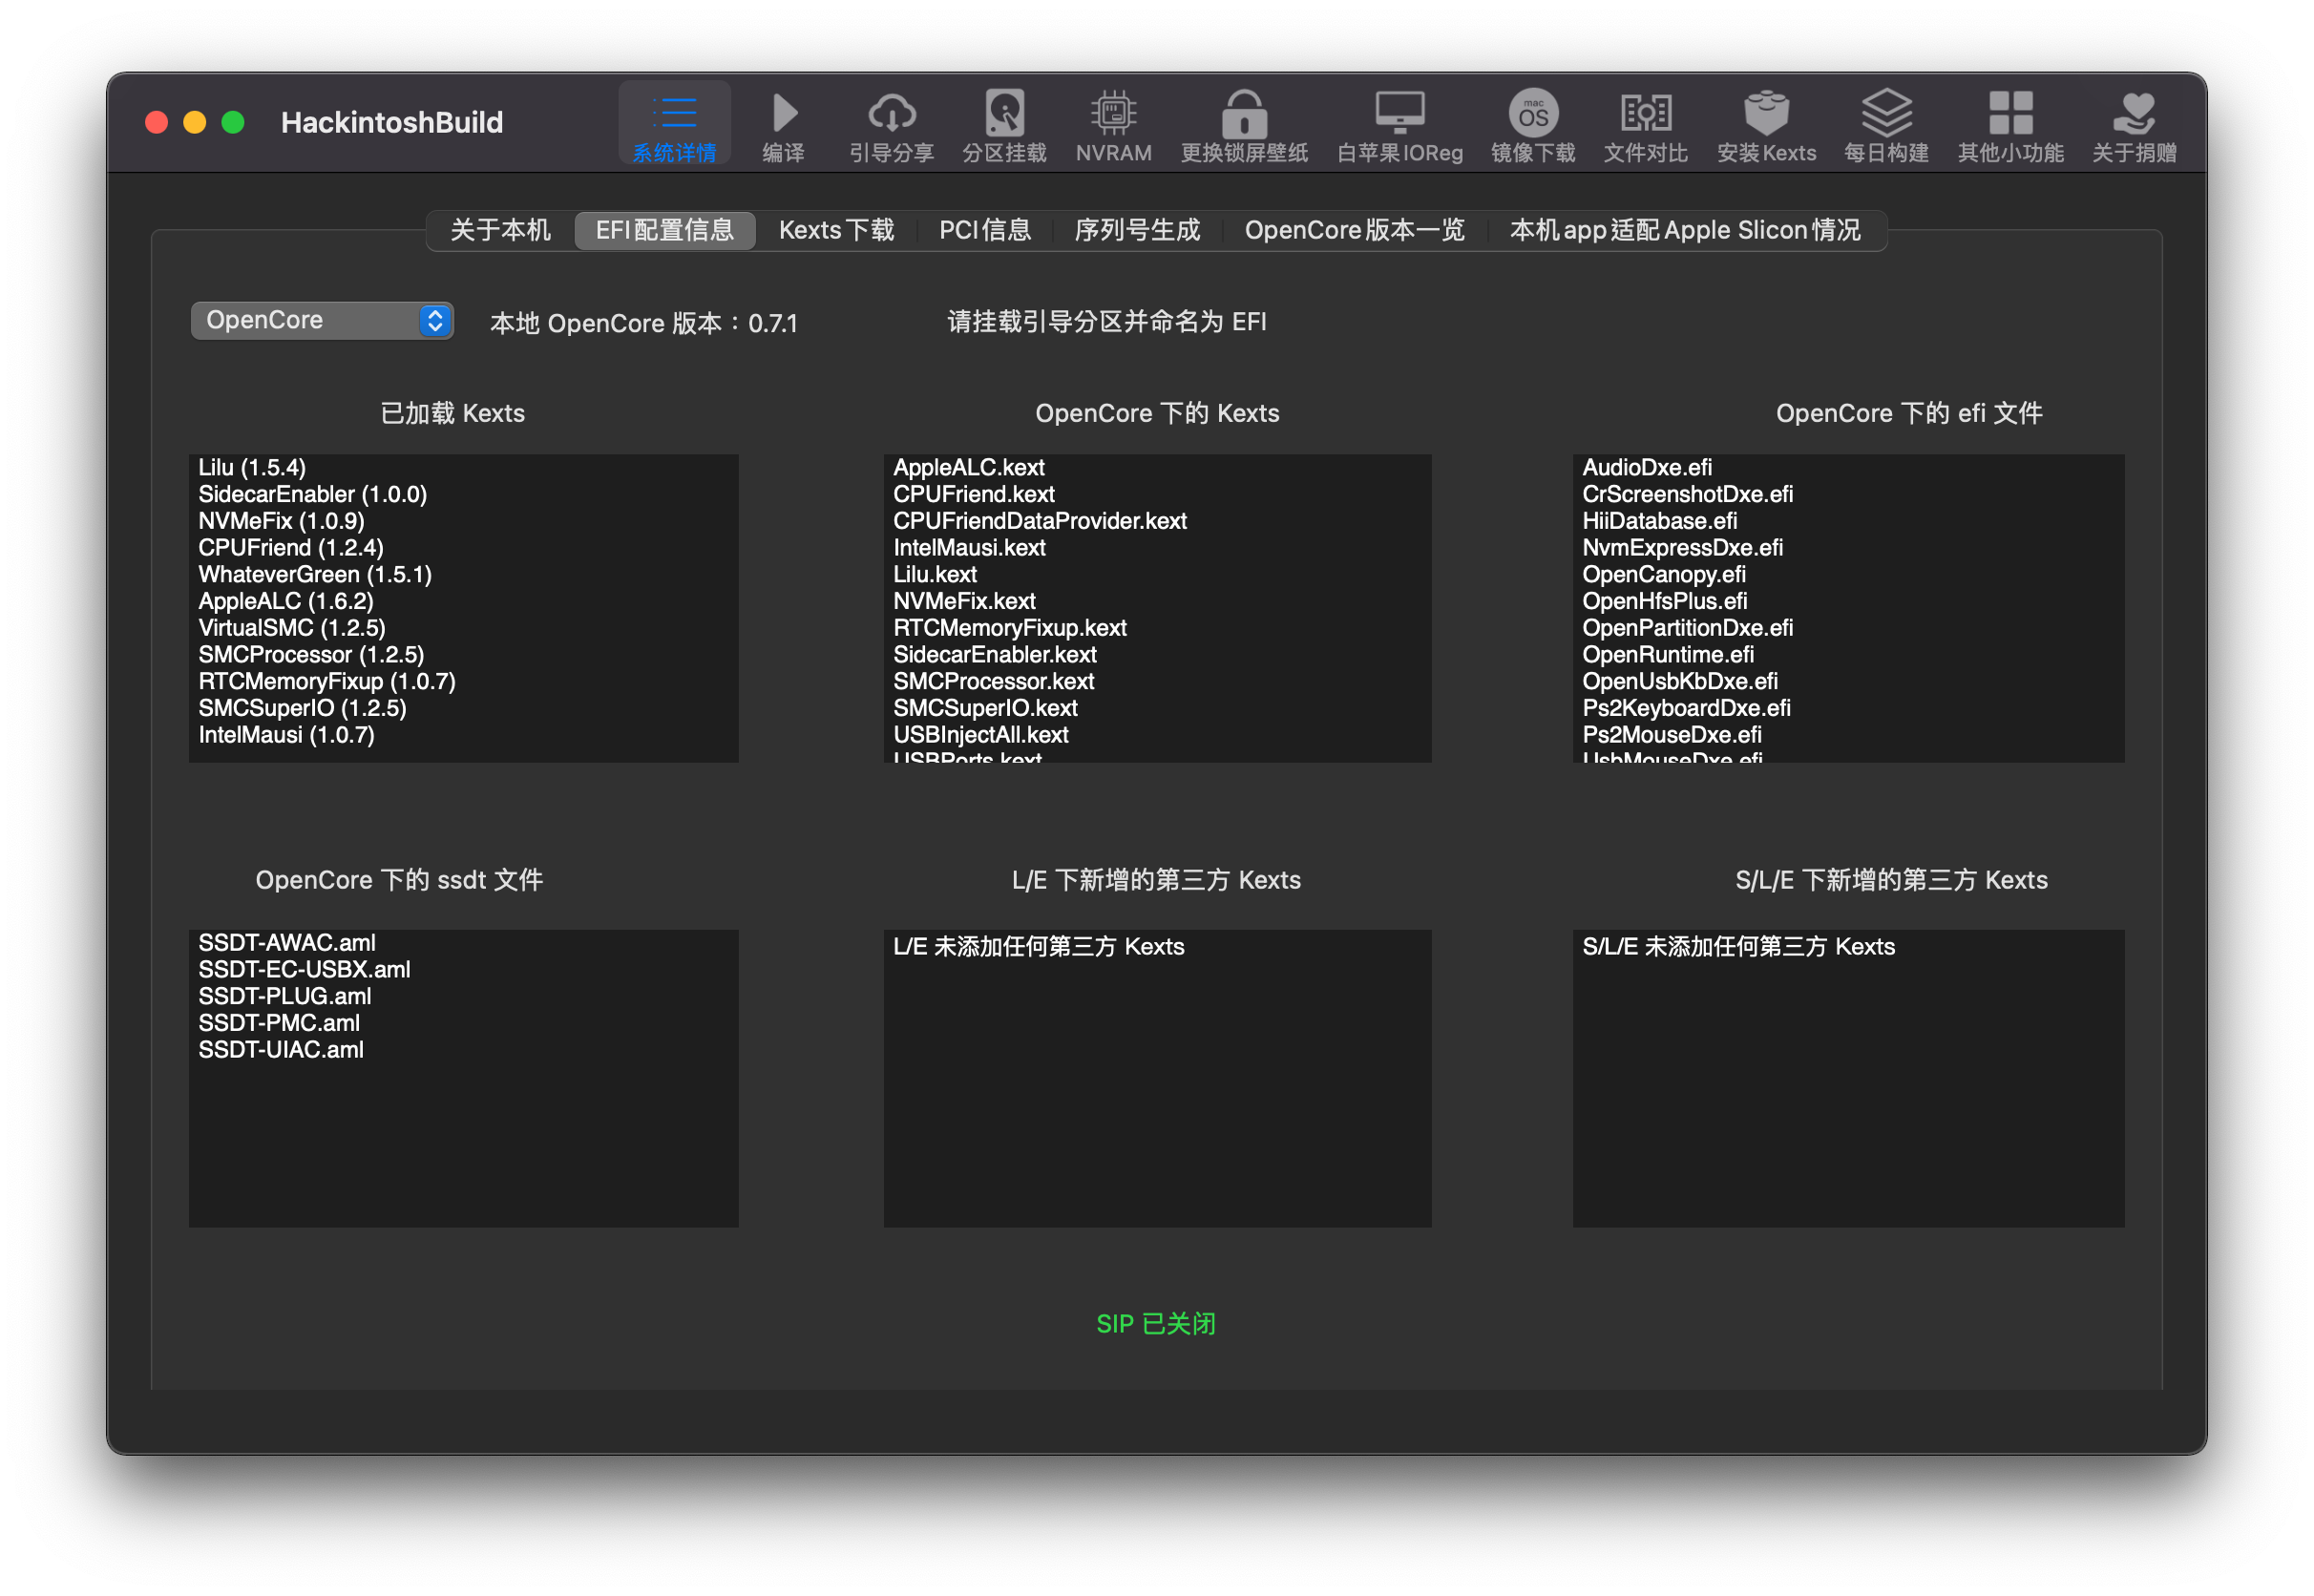 HackintoshBuild
系统详情
编译
引导分享
分区挂载
NVRAM
更换锁屏壁纸
白苹果IOReg
mac
OS
镜像下载
文件对比
安装Kexts
每日构建
其他小功能
关于捐赠
关于本机
EFI配置信息
Kexts下载
PCI信息
序列号生成
OpenCore版本一览
本机app适配Apple Slicon情况
OpenCore
本地 OpenCore 版本：0.7.1
请挂载引导分区并命名为 EFI
已加载 Kexts
Lilu (1.5.4)
SidecarEnabler (1.0.0)
NVMeFix (1.0.9)
CPUFriend (1.2.4)
WhateverGreen (1.5.1)
AppleALC (1.6.2)
VirtualSMC (1.2.5)
SMCProcessor (1.2.5)
RTCMemoryFixup (1.0.7)
SMCSuperIO (1.2.5)
IntelMausi (1.0.7)
OpenCore 下的 Kexts
AppleALC.kext
CPUFriend.kext
CPUFriendDataProvider.kext
IntelMausi.kext
Lilu.kext
NVMeFix.kext
RTCMemoryFixup.kext
SidecarEnabler.kext
SMCProcessor.kext
SMCSuperIO.kext
USBInjectAll.kext
USBPorts.kext
OpenCore 下的 efi 文件
AudioDxe.efi
CrScreenshotDxe.efi
HiiDatabase.efi
NvmExpressDxe.efi
OpenCanopy.efi
OpenHfsPlus.efi
OpenPartitionDxe.efi
OpenRuntime.efi
OpenUsbKbDxe.efi
Ps2KeyboardDxe.efi
Ps2MouseDxe.efi
UsbMouseDxe.efi
OpenCore 下的 ssdt 文件
SSDT-AWAC.aml
SSDT-EC-USBX.aml
SSDT-PLUG.aml
SSDT-PMC.aml
SSDT-UIAC.aml
L/E 下新增的第三方 Kexts
L/E 未添加任何第三方 Kexts
S/L/E 下新增的第三方 Kexts
S/L/E 未添加任何第三方 Kexts
SIP 已关闭